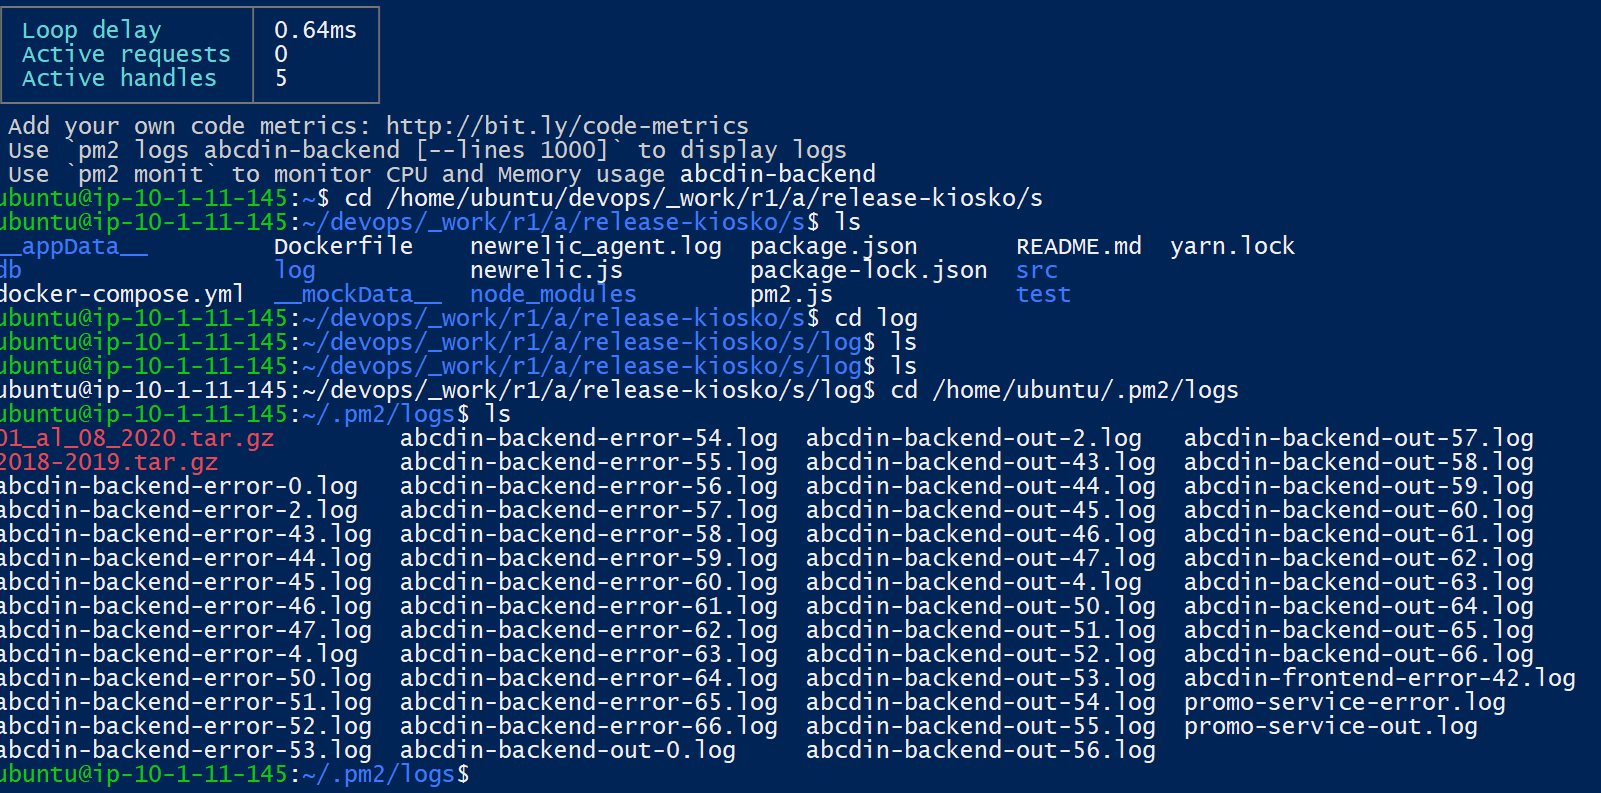 Loop delay 0.64ms
Active requests 0
Active handles 5
Add your own code metrics: http://bit.ly/code-metrics
Use `pm2 logs abcdin-backend [--lines 1000]` to display logs
Use `pm2 monit` to monitor CPU and Memory usage abcdin-backend
ubuntu@ip-10-1-11-145:~$ cd /home/ubuntu/devops/_work/r1/a/release-kiosko/s
ubuntu@ip-10-1-11-145:~/devops/_work/r1/a/release-kiosko/s$ ls
__appData__ Dockerfile newrelic_agent.log package.json README.md yarn.lock
db log newrelic.js package-lock.json src
docker-compose.yml __mockData__ node_modules pm2.js test
ubuntu@ip-10-1-11-145:~/devops/_work/r1/a/release-kiosko/s$ cd log
ubuntu@ip-10-1-11-145:~/devops/_work/r1/a/release-kiosko/s/log$ ls
ubuntu@ip-10-1-11-145:~/devops/_work/r1/a/release-kiosko/s/log$ ls
ubuntu@ip-10-1-11-145:~/devops/_work/r1/a/release-kiosko/s/log$ cd /home/ubuntu/.pm2/logs
ubuntu@ip-10-1-11-145:~/.pm2/logs$ ls
01_al_08_2020.tar.gz abcdin-backend-error-54.log abcdin-backend-out-2.log abcdin-backend-out-57.log
2018-2019.tar.gz abcdin-backend-error-55.log abcdin-backend-out-43.log abcdin-backend-out-58.log
abcdin-backend-error-0.log abcdin-backend-error-56.log abcdin-backend-out-44.log abcdin-backend-out-59.log
abcdin-backend-error-2.log abcdin-backend-error-57.log abcdin-backend-out-45.log abcdin-backend-out-60.log
abcdin-backend-error-43.log abcdin-backend-error-58.log abcdin-backend-out-46.log abcdin-backend-out-61.log
abcdin-backend-error-44.log abcdin-backend-error-59.log abcdin-backend-out-47.log abcdin-backend-out-62.log
abcdin-backend-error-45.log abcdin-backend-error-60.log abcdin-backend-out-4.log abcdin-backend-out-63.log
abcdin-backend-error-46.log abcdin-backend-error-61.log abcdin-backend-out-50.log abcdin-backend-out-64.log
abcdin-backend-error-47.log abcdin-backend-error-62.log abcdin-backend-out-51.log abcdin-backend-out-65.log
abcdin-backend-error-4.log abcdin-backend-error-63.log abcdin-backend-out-52.log abcdin-backend-out-66.log
abcdin-backend-error-50.log abcdin-backend-error-64.log abcdin-backend-out-53.log abcdin-frontend-error-42.log
abcdin-backend-error-51.log abcdin-backend-error-65.log abcdin-backend-out-54.log promo-service-error.log
abcdin-backend-error-52.log abcdin-backend-error-66.log abcdin-backend-out-55.log promo-service-out.log
abcdin-backend-error-53.log abcdin-backend-out-0.log abcdin-backend-out-56.log
ubuntu@ip-10-1-11-145:~/.pm2/logs$